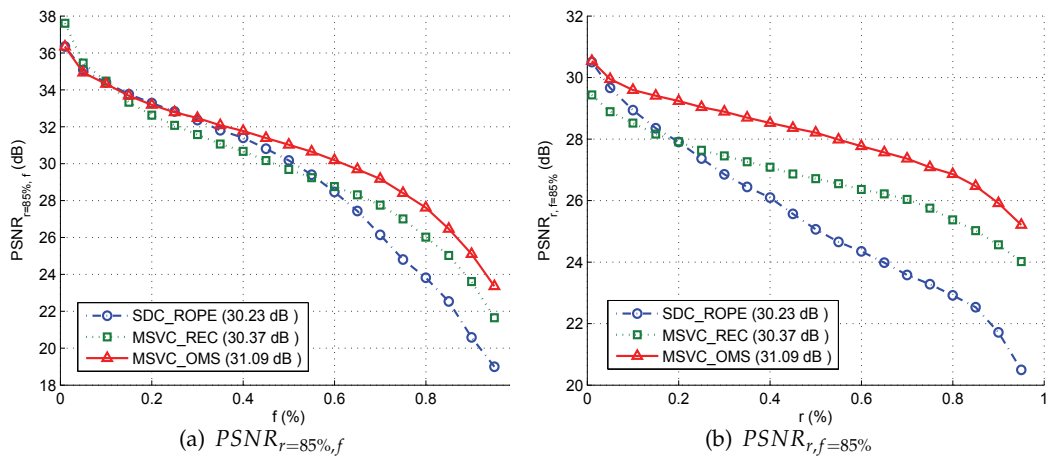 38
36
34
32
30
28
26
24
22
20
18
PSNR_{r=85%, f} (dB)
SDC_ROPE (30.23 dB )
MSVC_REC (30.37 dB )
MSVC_OMS (31.09 dB )
0 0.2 0.4 0.6 0.8
f (%)
(a) PSNR_{r=85%,f}
32
30
28
26
24
22
20
PSNR_{r, f=85%} (dB)
SDC_ROPE (30.23 dB )
MSVC_REC (30.37 dB )
MSVC_OMS (31.09 dB )
0 0.2 0.4 0.6 0.8 1
r (%)
(b) PSNR_{r,f=85%}